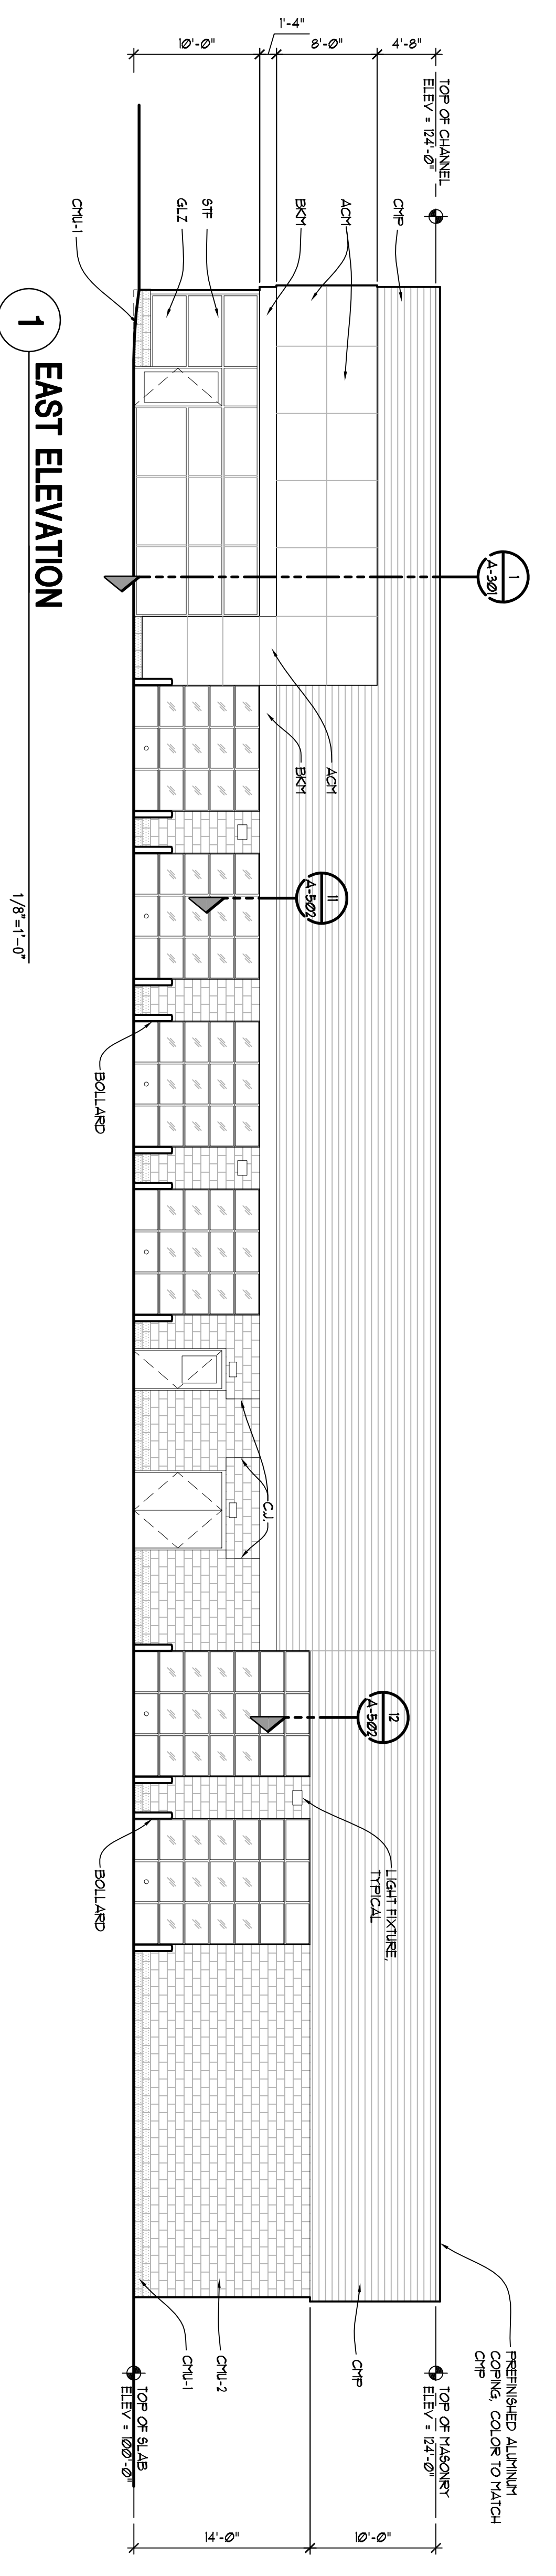 1'-4"
10'-0"
8'-0"
4'-8"
TOP OF CHANNEL
ELEV = 124'-0"
CMP
ACM
BKM
STF
GLZ
CMU-1
1
A-301
ACM
BKM
11
A-502
BOLLARD
C.J.
12
A-502
LIGHT FIXTURE,
TYPICAL
BOLLARD
PREFINISHED ALUMINUM
COPING, COLOR TO MATCH
CMP
CMP
CMU-2
CMU-1
TOP OF MASONRY
ELEV = 124'-0"
TOP OF SLAB
ELEV = 100'-0"
10'-0"
14'-0"
1
EAST ELEVATION
1/8"=1'-0"